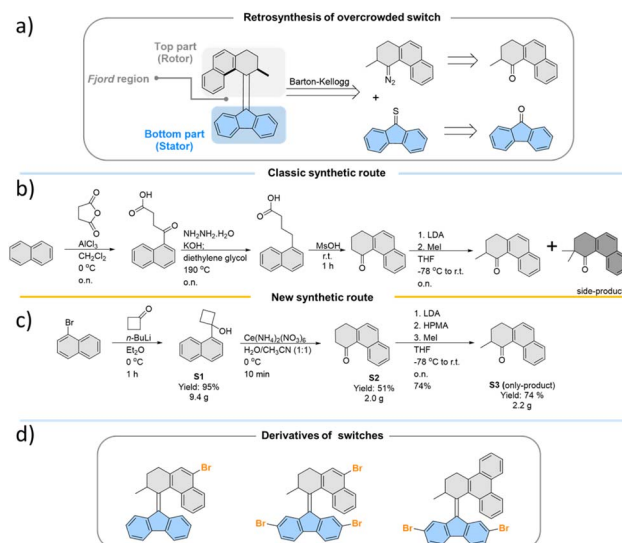 a)
Retrosynthesis of overcrowded switch
Top part
(Rotor)
Fjord region
Bottom part
(Stator)
Barton-Kellogg
N2
O
+
S
O
Classic synthetic route
b)
O
O
O
AlCl3
CH2Cl2
0 °C
o.n.
OH
O
O
NH2NH2.H2O
KOH;
diethylene glycol
190 °C
o.n.
OH
O
MsOH
r.t.
1 h
O
1. LDA
2. MeI
THF
-78 °C to r.t.
o.n.
O
+
O
side-product
New synthetic route
c)
Br
O
n-BuLi
Et2O
0 °C
1 h
OH
S1
Yield: 95%
9.4 g
Ce(NH4)2(NO3)6
H2O/CH3CN (1:1)
0 °C
10 min
O
S2
Yield: 51%
2.0 g
1. LDA
2. HPMA
3. MeI
THF
-78 °C to r.t.
o.n.
74%
O
S3 (only-product)
Yield: 74 %
2.2 g
d)
Derivatives of switches
Br
Br
Br
Br
Br
Br